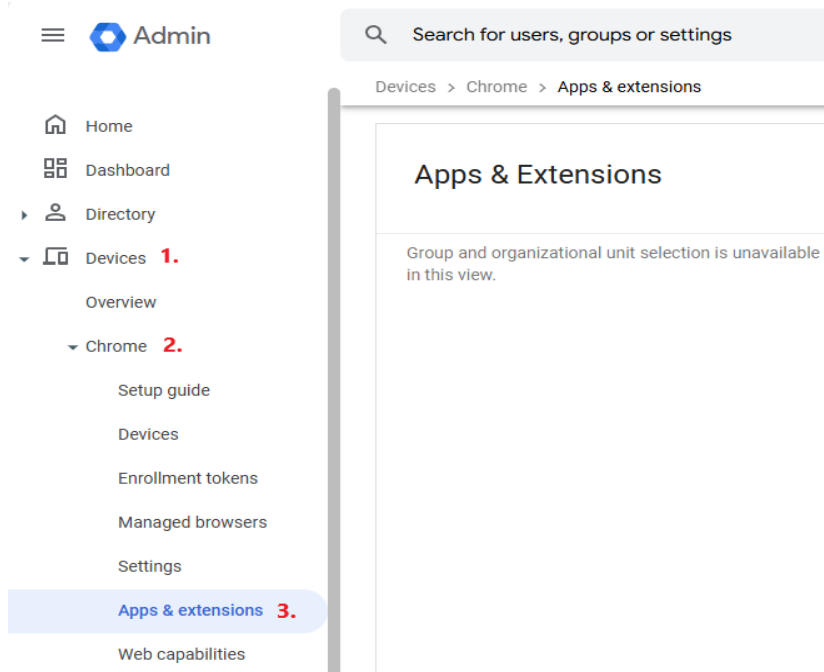 Admin
Search for users, groups or settings
Devices > Chrome > Apps & extensions
Home
Dashboard
Directory
Devices 1.
Overview
Chrome 2.
Setup guide
Devices
Enrollment tokens
Managed browsers
Settings
Apps & extensions 3.
Web capabilities
Apps & Extensions
Group and organizational unit selection is unavailable
in this view.